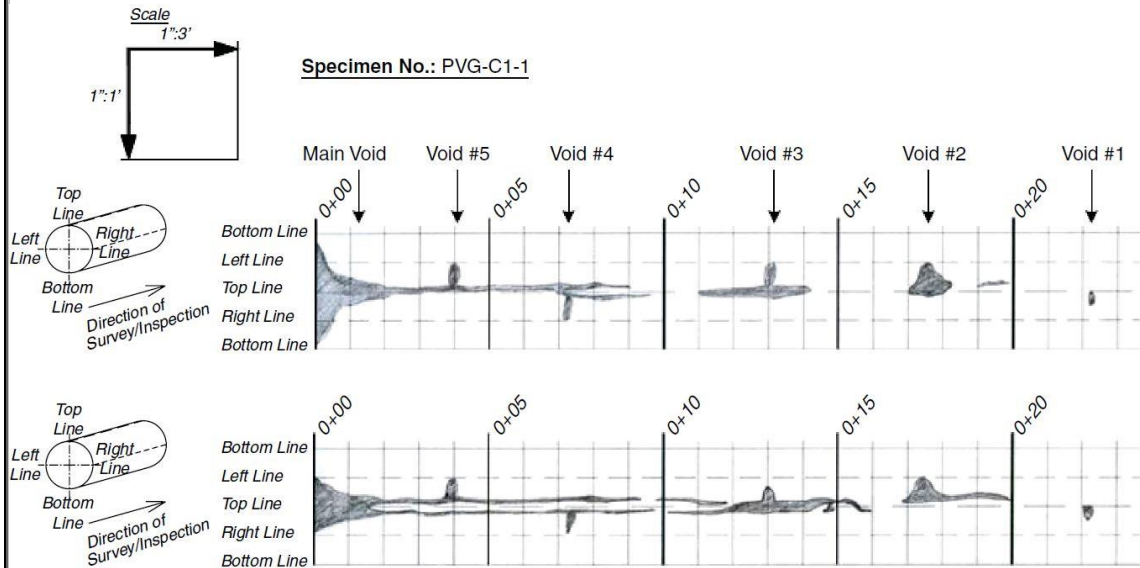 Scale
1":3'
1":1'
Specimen No.: PVG-C1-1
Main Void Void #5 Void #4 Void #3 Void #2 Void #1
0+00 0+05 0+10 0+15 0+20
Top
Line
Left
Line
Right
Line
Bottom
Line
Direction of
Survey/Inspection
Bottom Line
Left Line
Top Line
Right Line
Bottom Line
0+00 0+05 0+10 0+15 0+20
Top
Line
Left
Line
Right
Line
Bottom
Line
Direction of
Survey/Inspection
Bottom Line
Left Line
Top Line
Right Line
Bottom Line